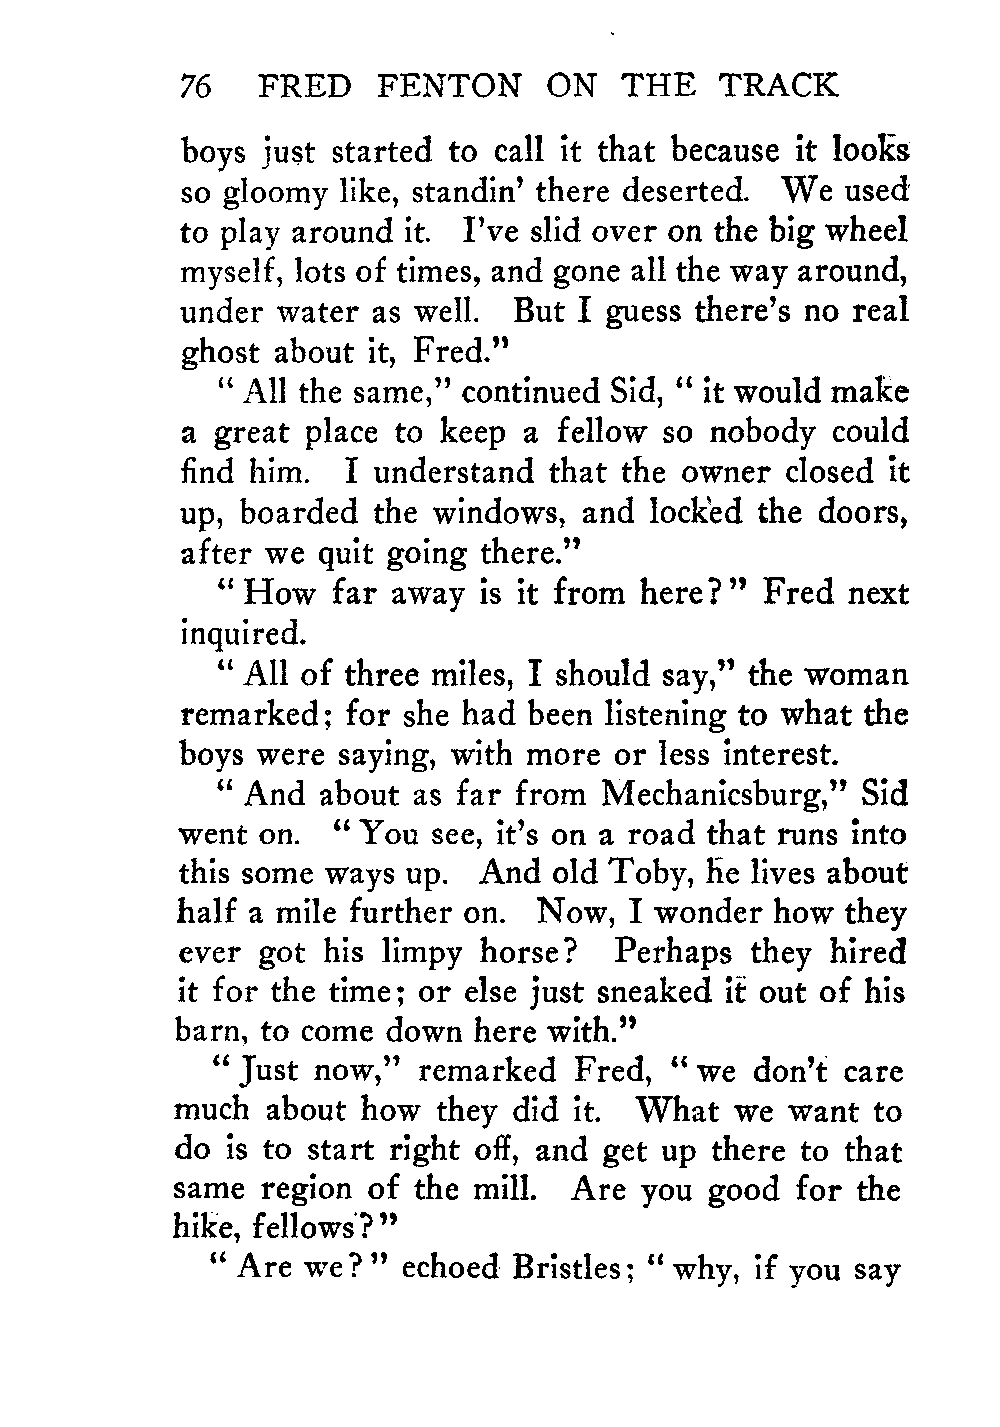 76 FRED FENTON ON THE TRACK
boys just started to call it that because it looks
so gloomy like, standin' there deserted. We used
to play around it. I've slid over on the big wheel
myself, lots of times, and gone all the way around,
under water as well. But I guess there's no real
ghost about it, Fred."
" All the same," continued Sid, " it would make
a great place to keep a fellow so nobody could
find him. I understand that the owner closed it
up, boarded the windows, and locked the doors,
after we quit going there."
" How far away is it from here? " Fred next
inquired.
" All of three miles, I should say," the woman
remarked; for she had been listening to what the
boys were saying, with more or less interest.
" And about as far from Mechanicsburg," Sid
went on. " You see, it's on a road that runs into
this some ways up. And old Toby, he lives about
half a mile further on. Now, I wonder how they
ever got his limpy horse? Perhaps they hired
it for the time; or else just sneaked it out of his
barn, to come down here with."
" Just now," remarked Fred, " we don't care
much about how they did it. What we want to
do is to start right off, and get up there to that
same region of the mill. Are you good for the
hike, fellows? "
" Are we? " echoed Bristles; " why, if you say